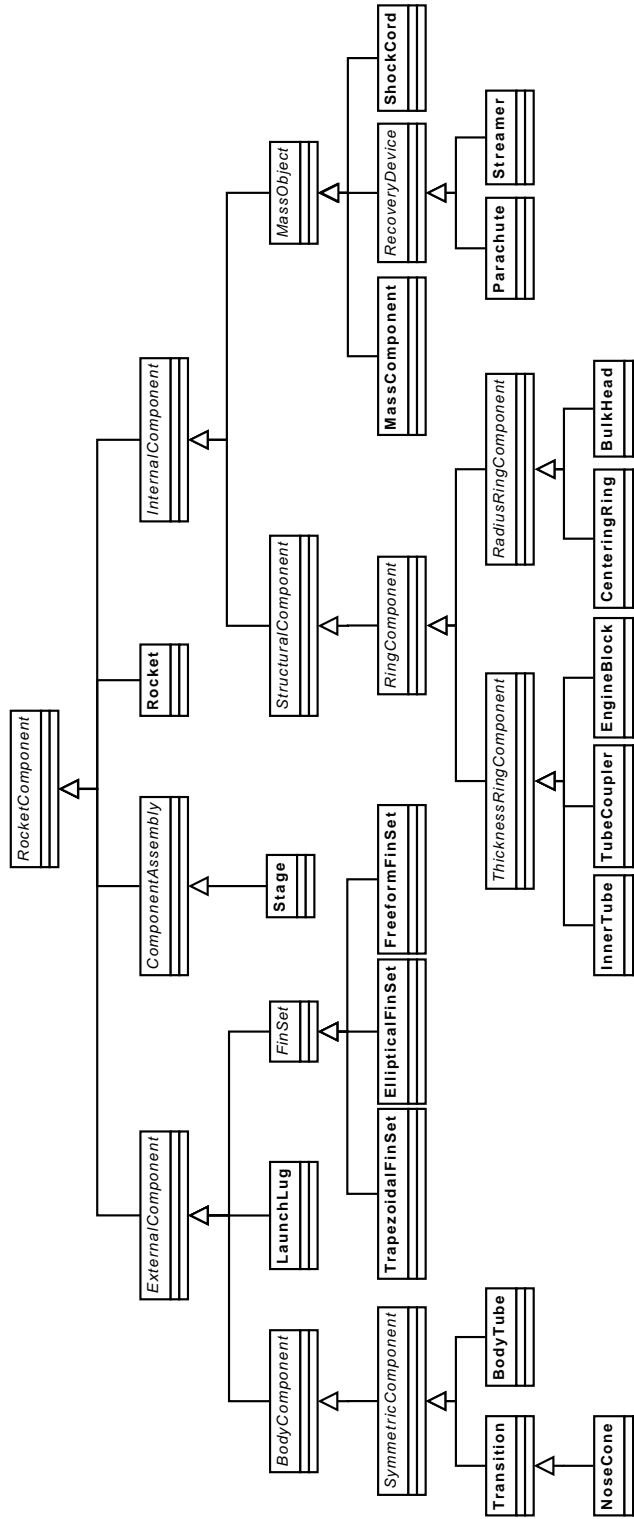 RocketComponent
ExternalComponent
ComponentAssembly
Rocket
InternalComponent
BodyComponent
LaunchLug
FinSet
Stage
StructuralComponent
MassObject
SymmetricComponent
TrapezoidalFinSet
EllipticalFinSet
FreeformFinSet
RingComponent
MassComponent
RecoveryDevice
ShockCord
Transition
BodyTube
ThicknessRingComponent
RadiusRingComponent
Parachute
Streamer
NoseCone
InnerTube
TubeCoupler
EngineBlock
CenteringRing
BulkHead